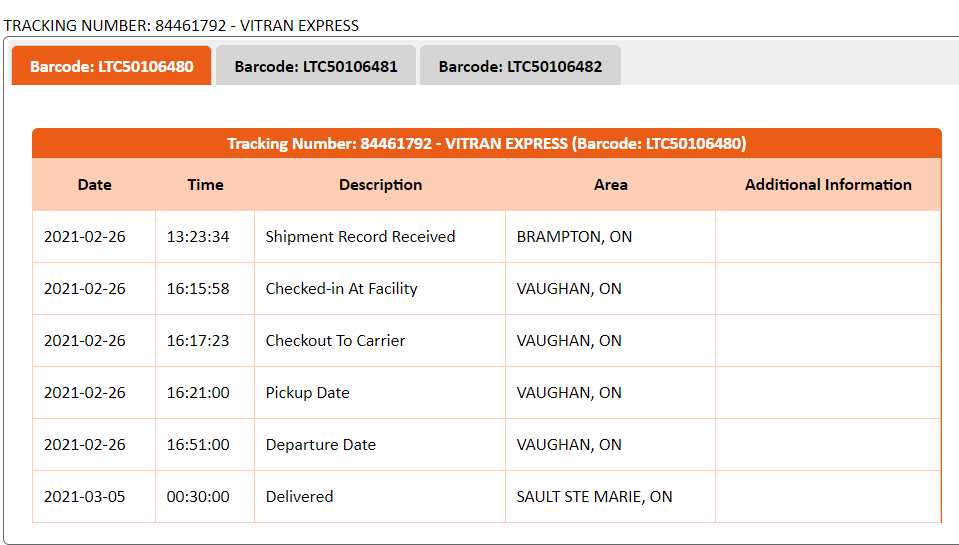 TRACKING NUMBER: 84461792 - VITRAN EXPRESS
Barcode: LTC50106480 Barcode: LTC50106481 Barcode: LTC50106482
Tracking Number: 84461792 - VITRAN EXPRESS (Barcode: LTC50106480)
Date Time Description Area Additional Information
2021-02-26 13:23:34 Shipment Record Received BRAMPTON, ON
2021-02-26 16:15:58 Checked-in At Facility VAUGHAN, ON
2021-02-26 16:17:23 Checkout To Carrier VAUGHAN, ON
2021-02-26 16:21:00 Pickup Date VAUGHAN, ON
2021-02-26 16:51:00 Departure Date VAUGHAN, ON
2021-03-05 00:30:00 Delivered SAULT STE MARIE, ON